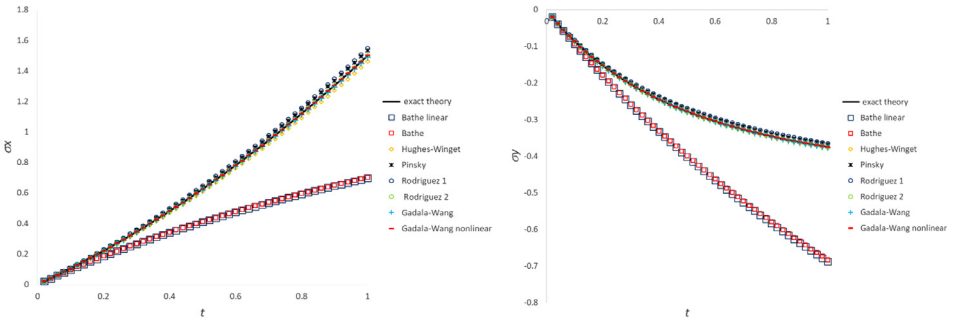 1.8
1.6
1.4
1.2
1
0.8
0.6
0.4
0.2
0
σx
0
0.2
0.4
0.6
0.8
1
t
exact theory
Bathe linear
Bathe
Hughes-Winget
Pinsky
Rodriguez 1
Rodriguez 2
Gadala-Wang
Gadala-Wang nonlinear
0
0.2
0.4
0.6
0.8
1
0
-0.1
-0.2
-0.3
-0.4
-0.5
-0.6
-0.7
-0.8
σy
t
exact theory
Bathe linear
Bathe
Hughes-Winget
Pinsky
Rodriguez 1
Rodriguez 2
Gadala-Wang
Gadala-Wang nonlinear